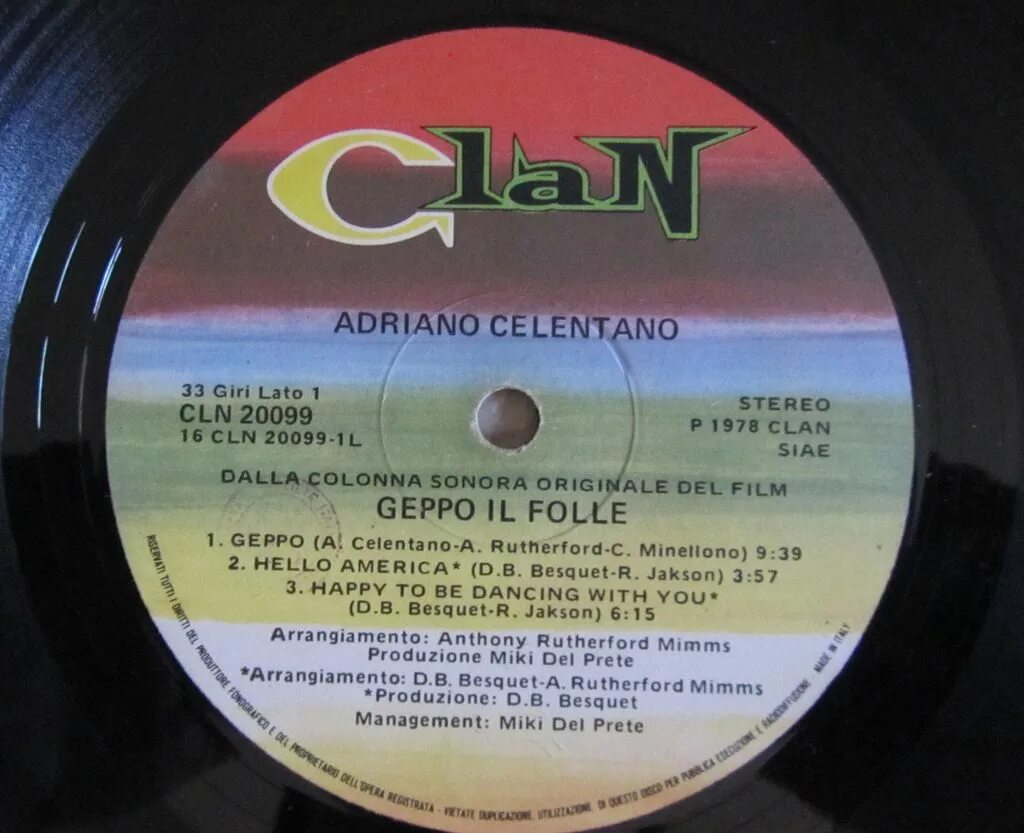 ClaN
ADRIANO CELENTANO
33 Giri Lato 1
CLN 20099
16 CLN 20099-1L
STEREO
P 1978 CLAN
SIAE
DALLA COLONNA SONORA ORIGINALE DEL FILM
GEPPO IL FOLLE
1. GEPPO (A. Celentano-A. Rutherford-C. Minellono) 9:39
2. HELLO AMERICA* (D.B. Besquet-R. Jakson) 3:57
3. HAPPY TO BE DANCING WITH YOU*
(D.B. Besquet-R. Jakson) 6:15
Arrangiamento: Anthony Rutherford Mimms
Produzione Miki Del Prete
*Arrangiamento: D.B. Besquet-A. Rutherford Mimms
*Produzione: D.B. Besquet
Management: Miki Del Prete
RISERVATI TUTTI I DIRITTI DEL PRODUTTORE FONOGRAFICO E DEL PROPRIETARIO DELL'OPERA REGISTRATA - VIETATE DUPLICAZIONE, UTILIZZAZIONE DI QUESTO DISCO PER PUBBLICA ESECUZIONE E RADIODIFFUSIONE - MADE IN ITALY